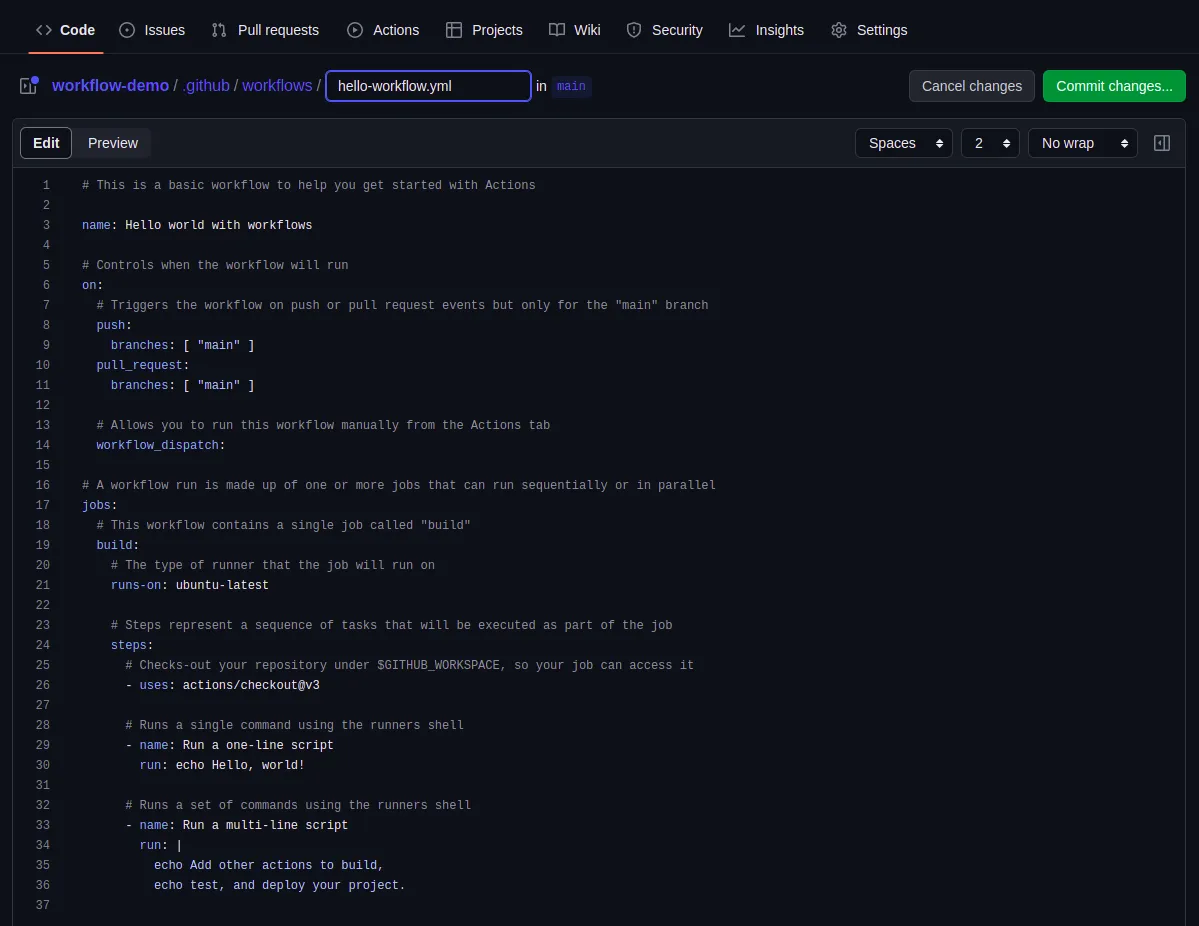 Code Issues Pull requests Actions Projects Wiki Security Insights Settings
workflow-demo / .github / workflows / hello-workflow.yml in main Cancel changes Commit changes...
Edit Preview Spaces 2 No wrap
1 # This is a basic workflow to help you get started with Actions
2
3 name: Hello world with workflows
4
5 # Controls when the workflow will run
6 on:
7   # Triggers the workflow on push or pull request events but only for the "main" branch
8   push:
9     branches: [ "main" ]
10   pull_request:
11     branches: [ "main" ]
12
13   # Allows you to run this workflow manually from the Actions tab
14   workflow_dispatch:
15
16 # A workflow run is made up of one or more jobs that can run sequentially or in parallel
17 jobs:
18   # This workflow contains a single job called "build"
19   build:
20     # The type of runner that the job will run on
21     runs-on: ubuntu-latest
22
23     # Steps represent a sequence of tasks that will be executed as part of the job
24     steps:
25       # Checks-out your repository under $GITHUB_WORKSPACE, so your job can access it
26       - uses: actions/checkout@v3
27
28       # Runs a single command using the runners shell
29       - name: Run a one-line script
30         run: echo Hello, world!
31
32       # Runs a set of commands using the runners shell
33       - name: Run a multi-line script
34         run: |
35           echo Add other actions to build,
36           echo test, and deploy your project.
37